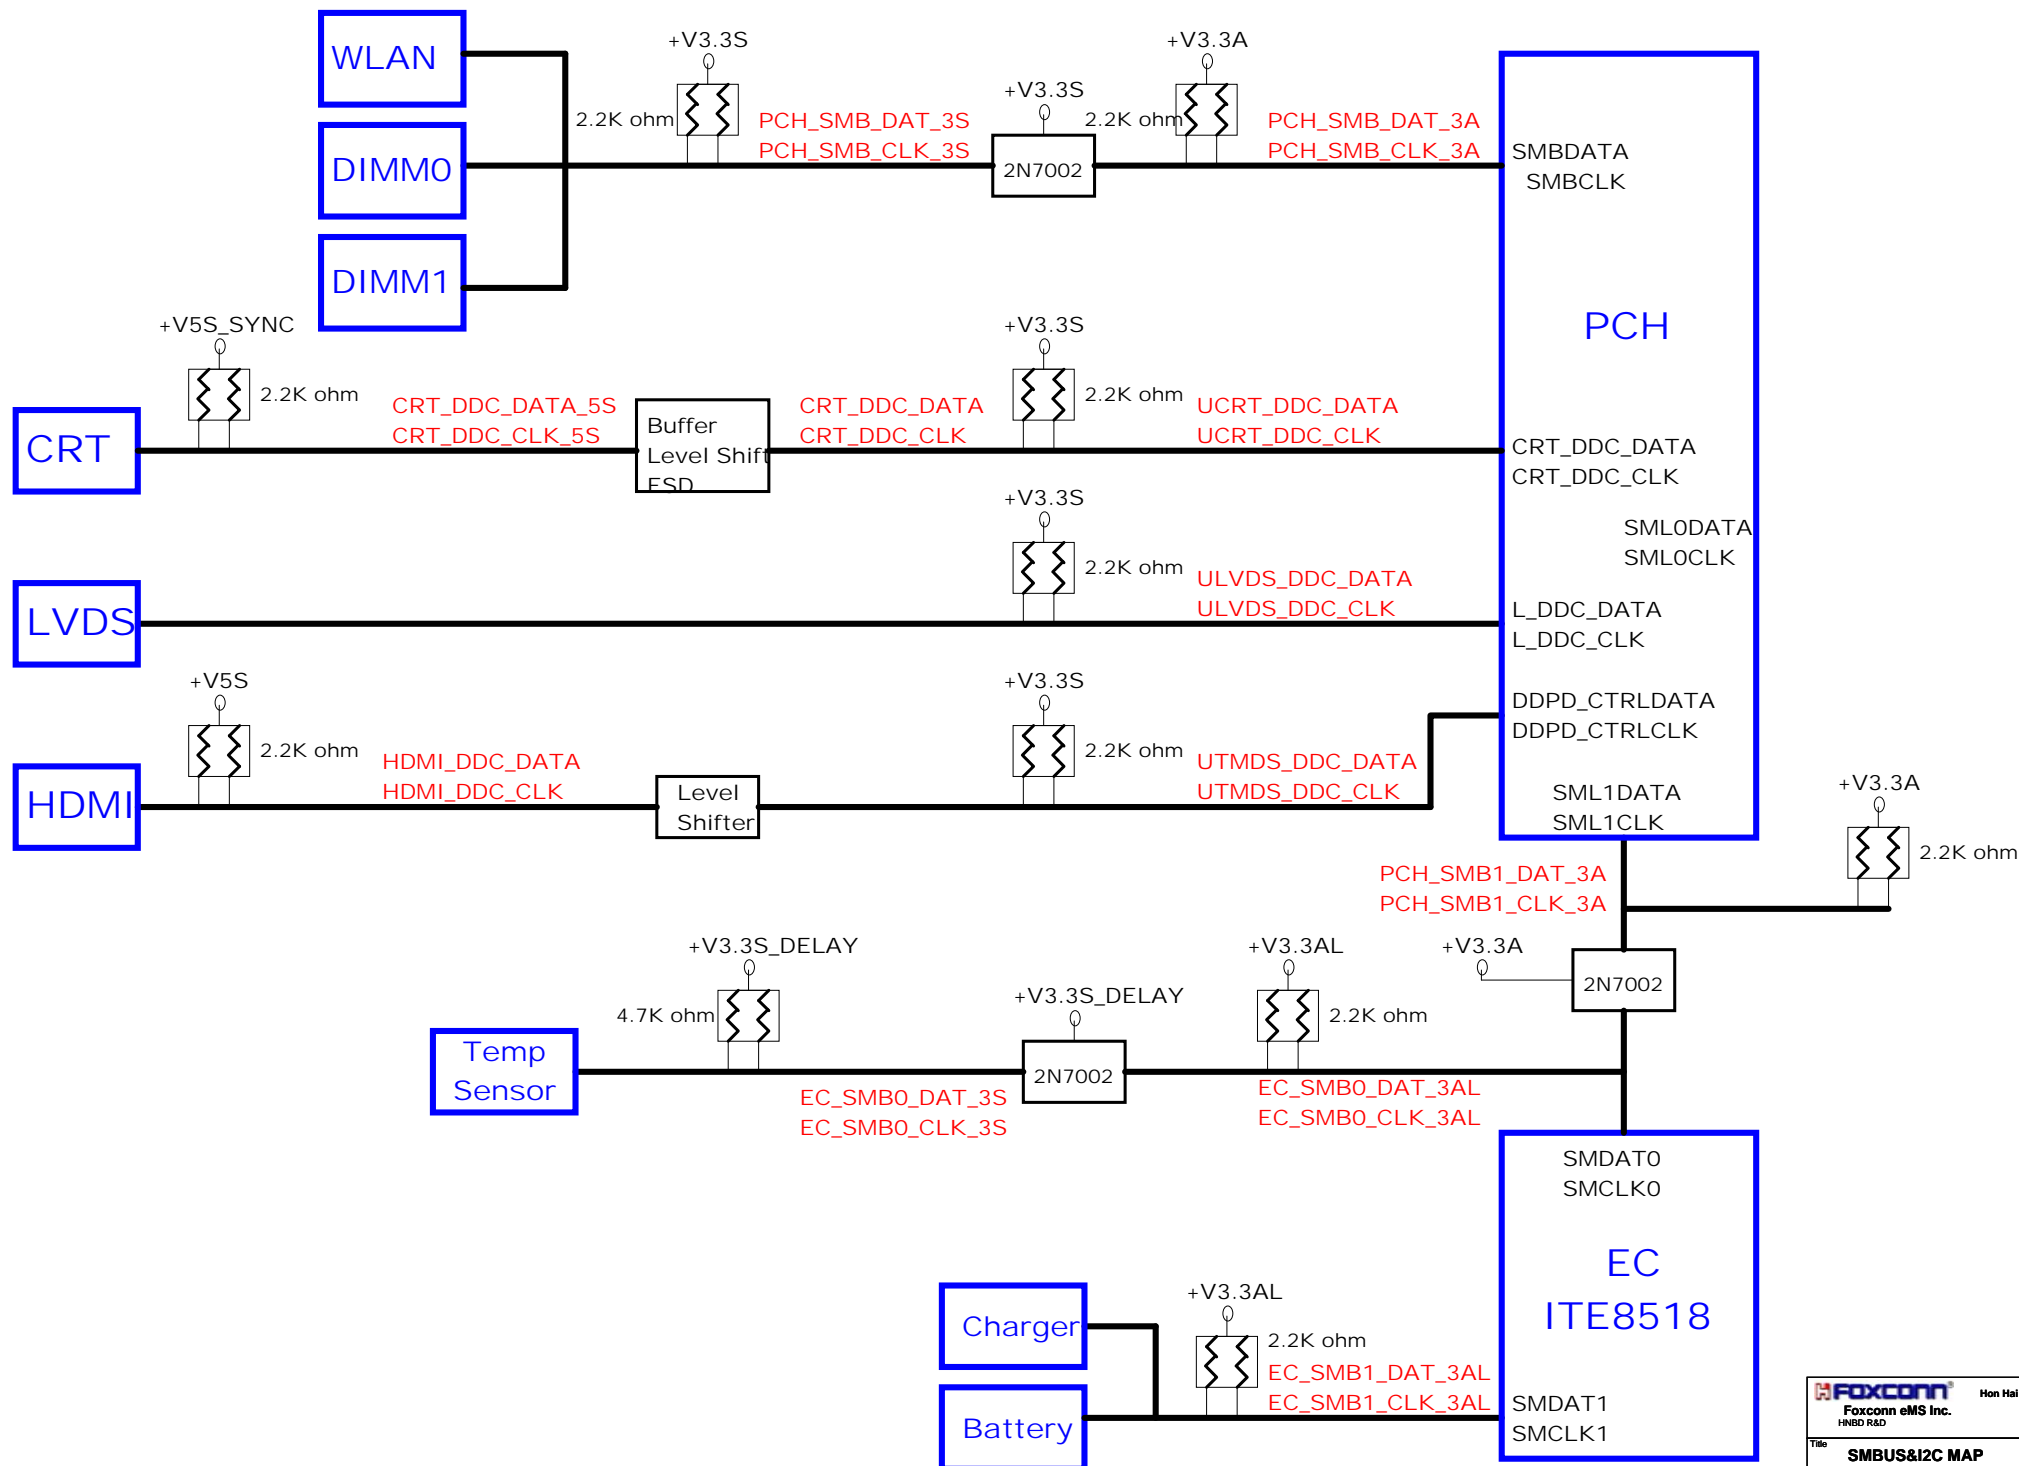 WLAN
DIMM0
DIMM1
+V3.3S
2.2K ohm
PCH_SMB_DAT_3S
PCH_SMB_CLK_3S
+V3.3S
2N7002
+V3.3A
2.2K ohm
PCH_SMB_DAT_3A
PCH_SMB_CLK_3A
SMBDATA
SMBCLK
PCH
+V5S_SYNC
2.2K ohm
CRT
CRT_DDC_DATA_5S
CRT_DDC_CLK_5S
Buffer
Level Shift
ESD
CRT_DDC_DATA
CRT_DDC_CLK
+V3.3S
2.2K ohm
UCRT_DDC_DATA
UCRT_DDC_CLK
CRT_DDC_DATA
CRT_DDC_CLK
SML0DATA
SML0CLK
LVDS
+V3.3S
2.2K ohm
ULVDS_DDC_DATA
ULVDS_DDC_CLK
L_DDC_DATA
L_DDC_CLK
+V5S
2.2K ohm
HDMI
HDMI_DDC_DATA
HDMI_DDC_CLK
Level
Shifter
+V3.3S
2.2K ohm
UTMDS_DDC_DATA
UTMDS_DDC_CLK
DDPD_CTRLDATA
DDPD_CTRLCLK
SML1DATA
SML1CLK
+V3.3A
2.2K ohm
PCH_SMB1_DAT_3A
PCH_SMB1_CLK_3A
+V3.3A
2N7002
+V3.3S_DELAY
4.7K ohm
Temp
Sensor
EC_SMB0_DAT_3S
EC_SMB0_CLK_3S
+V3.3S_DELAY
2N7002
+V3.3AL
2.2K ohm
EC_SMB0_DAT_3AL
EC_SMB0_CLK_3AL
SMDAT0
SMCLK0
EC
ITE8518
Charger
Battery
+V3.3AL
2.2K ohm
EC_SMB1_DAT_3AL
EC_SMB1_CLK_3AL
SMDAT1
SMCLK1
FOXCONN® Hon Hai
Foxconn eMS Inc.
HNBD R&D
Title
SMBUS&I2C MAP